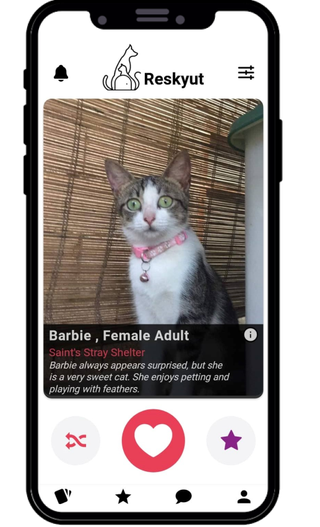 Reskyut
Barbie , Female Adult
Saint's Stray Shelter
Barbie always appears surprised, but she
is a very sweet cat. She enjoys petting and
playing with feathers.